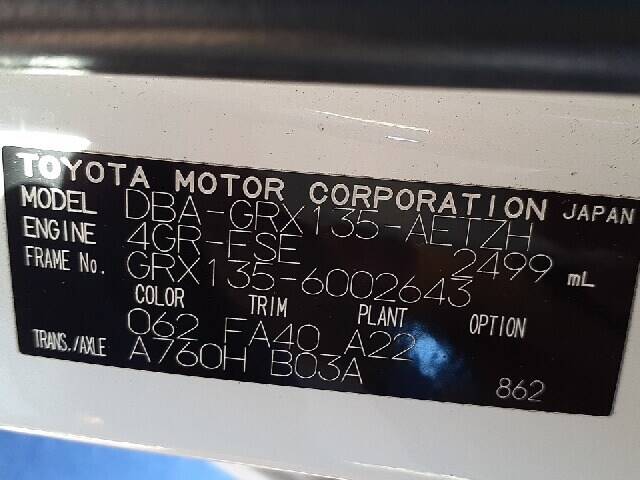 TOYOTA MOTOR CORPORATION JAPAN
MODEL DBA-GRX135-AETZH
ENGINE 4GR-FSE 2499 mL
FRAME No. GRX135-6002643
COLOR TRIM PLANT OPTION
062 FA40 A22
TRANS./AXLE A760H B03A
862